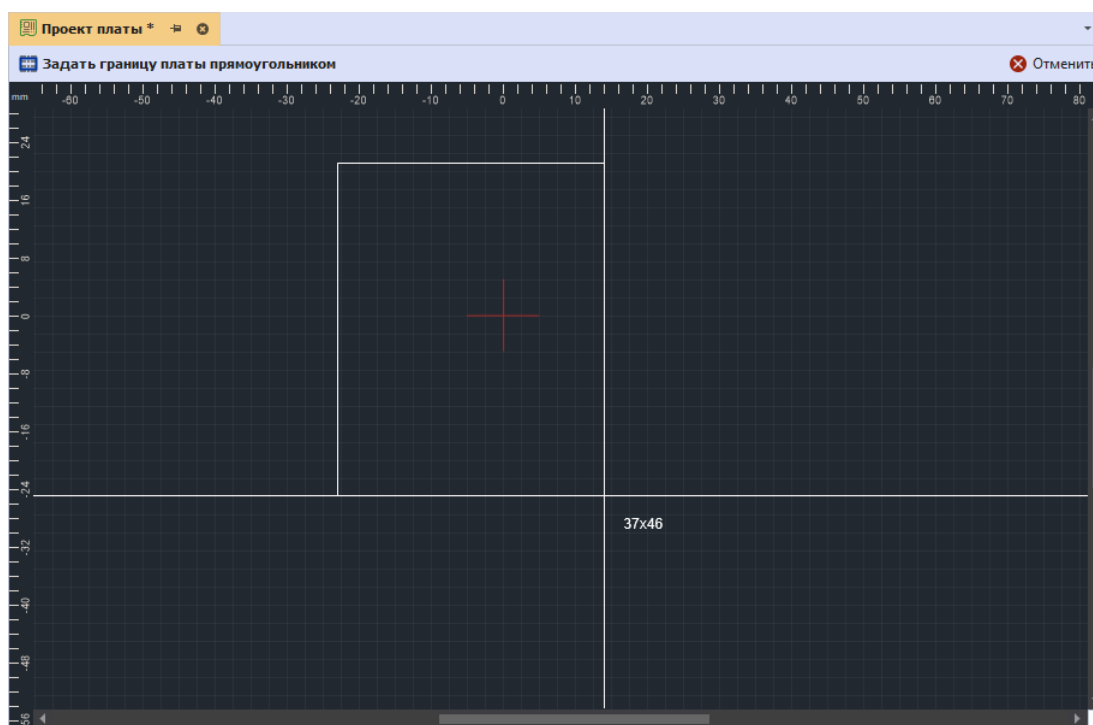 Проект платы *
Задать границу платы прямоугольником Отменить
mm -60 -50 -40 -30 -20 -10 0 10 20 30 40 50 60 70 80
24
16
8
0
-8
-16
-24
37x46
-32
-40
-48
-56